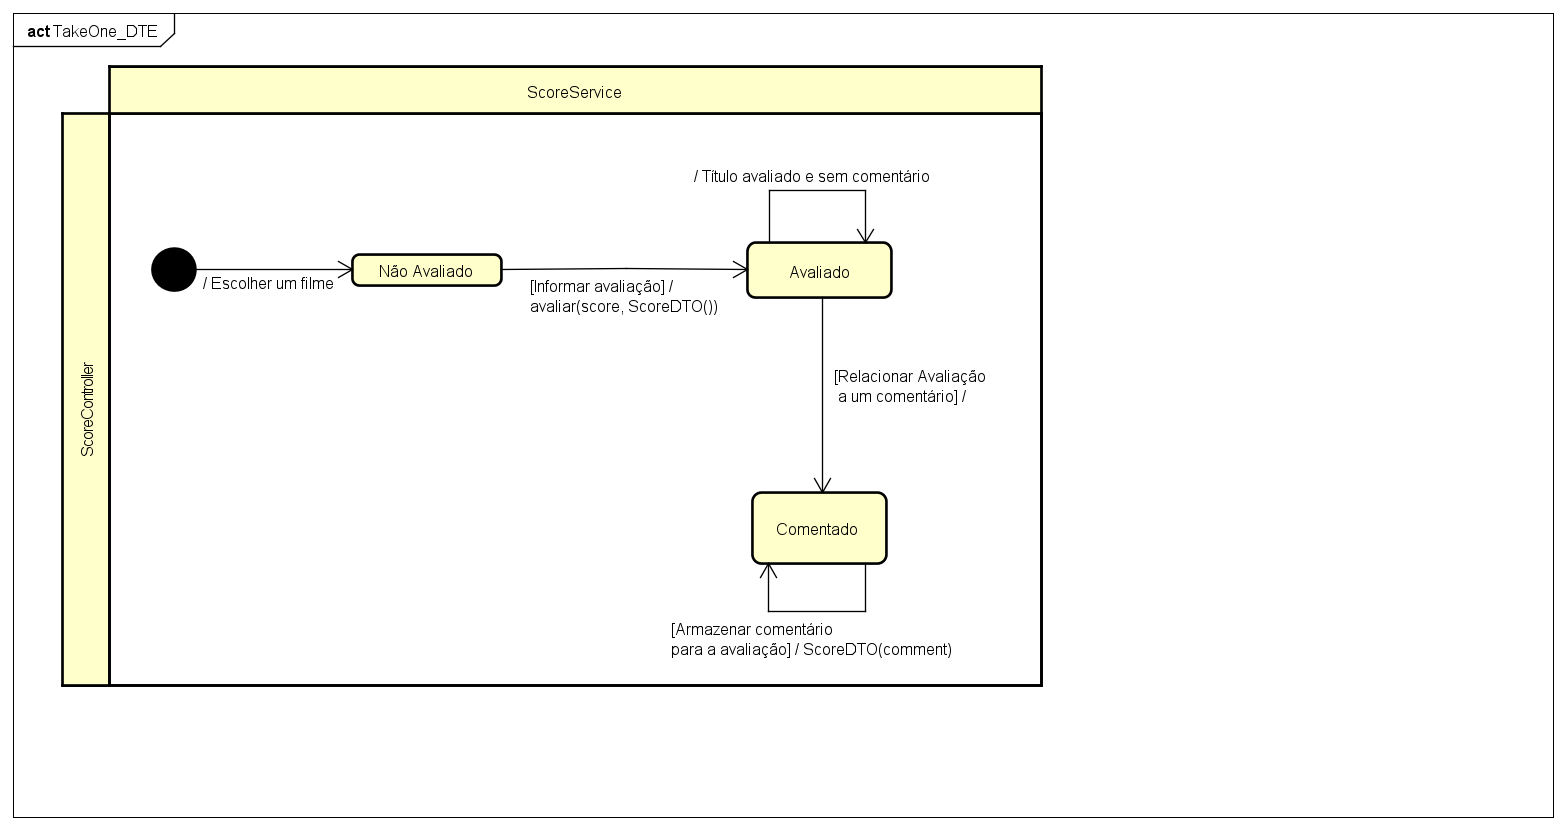 act TakeOne_DTE
ScoreService
ScoreController
/ Título avaliado e sem comentário
/ Escolher um filme
Não Avaliado
[Informar avaliação] /
avaliar(score, ScoreDTO())
Avaliado
[Relacionar Avaliação
a um comentário] /
Comentado
[Armazenar comentário
para a avaliação] / ScoreDTO(comment)